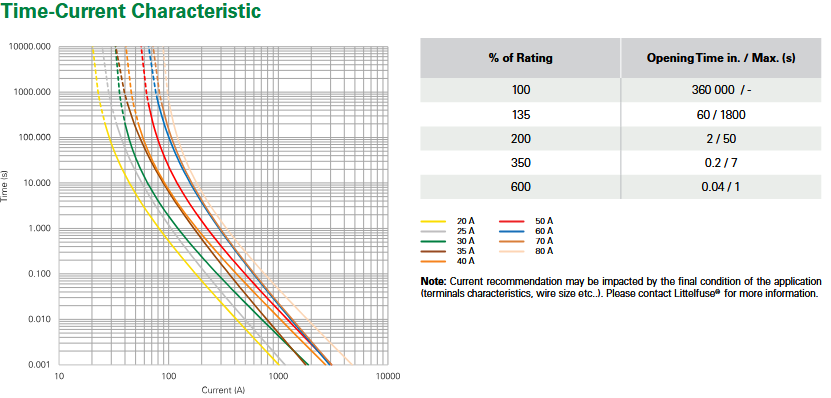 Time-Current Characteristic
10000.000
1000.000
100.000
10.000
1.000
0.100
0.010
0.001
Time (s)
10 100 1000 10000
Current (A)
% of Rating Opening Time in. / Max. (s)
100 360 000 / -
135 60 / 1800
200 2 / 50
350 0.2 / 7
600 0.04 / 1
20 A 50 A
25 A 60 A
30 A 70 A
35 A 80 A
40 A
Note: Current recommendation may be impacted by the final condition of the application
(terminals characteristics, wire size etc..). Please contact Littelfuse® for more information.